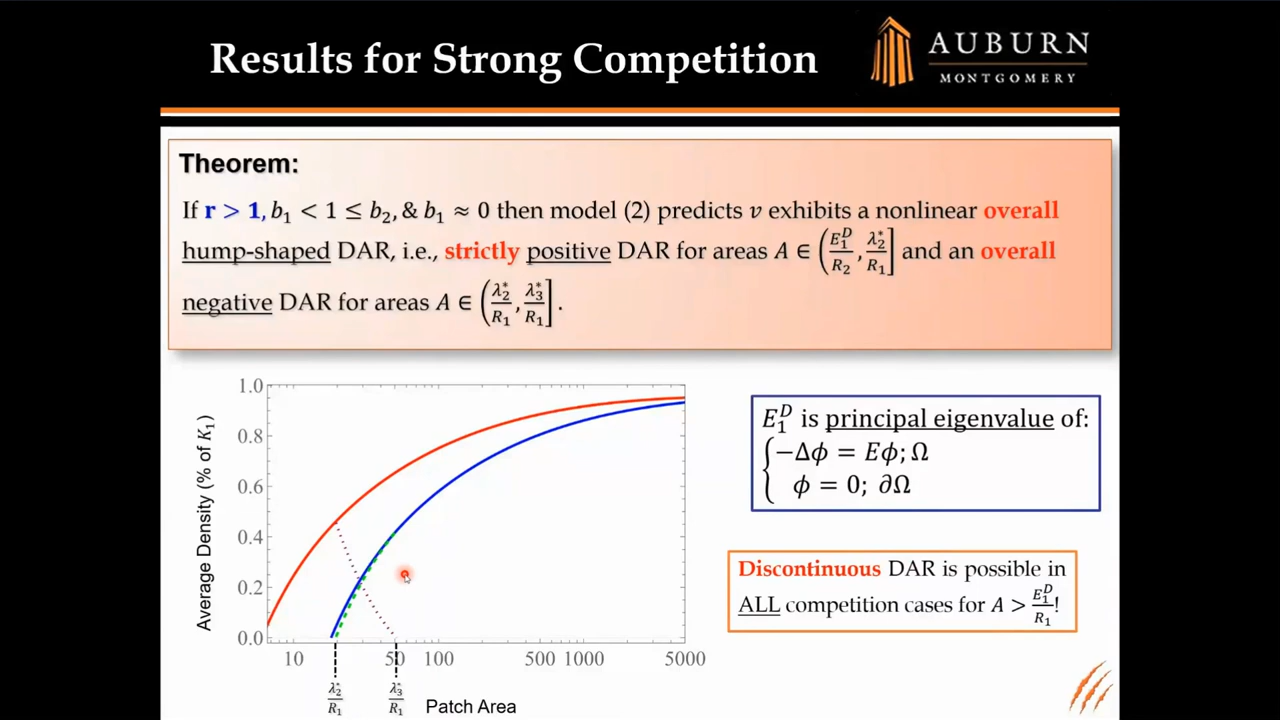 Results for Strong Competition
AUBURN
MONTGOMERY
Theorem:
If r > 1, b₁ < 1 ≤ b₂, & b₁ ≈ 0 then model (2) predicts v exhibits a nonlinear overall
hump-shaped DAR, i.e., strictly positive DAR for areas A ∈ (E₁ᴰ/R₂, λ₂*/R₁] and an overall
negative DAR for areas A ∈ (λ₂*/R₁, λ₃*/R₁].
Average Density (% of K₁)
1.0
0.8
0.6
0.4
0.2
0.0
10 50 100 500 1000 5000
λ₂*/R₁ λ₃*/R₁
Patch Area
E₁ᴰ is principal eigenvalue of:
{−Δϕ = Eϕ; Ω
ϕ = 0; ∂Ω
Discontinuous DAR is possible in
ALL competition cases for A > E₁ᴰ/R₁!